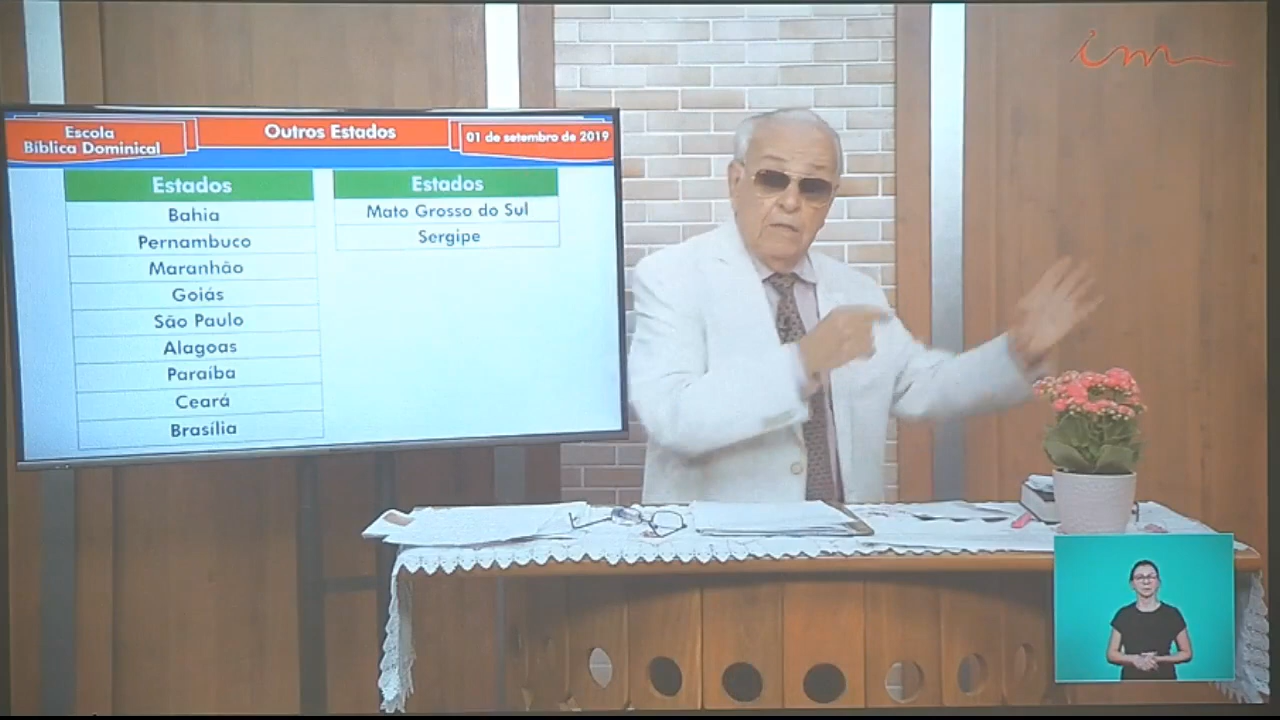 im
Escola
Bíblica Dominical
Outros Estados
01 de setembro de 2019
Estados
Bahia
Pernambuco
Maranhão
Goiás
São Paulo
Alagoas
Paraíba
Ceará
Brasília
Estados
Mato Grosso do Sul
Sergipe